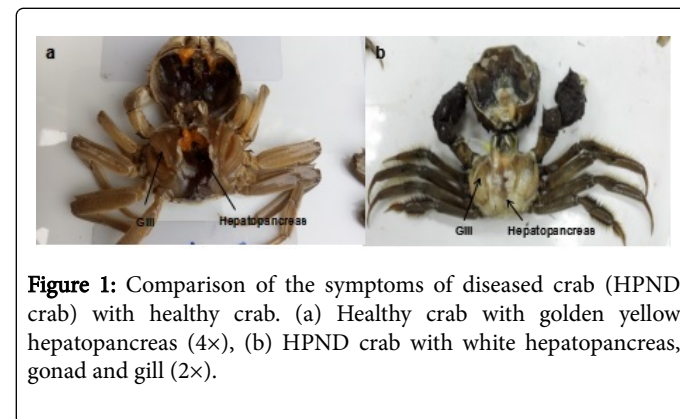 a
b
Gill
Hepatopancreas
Gill
Hepatopancreas
Figure 1: Comparison of the symptoms of diseased crab (HPND
crab) with healthy crab. (a) Healthy crab with golden yellow
hepatopancreas (4×), (b) HPND crab with white hepatopancreas,
gonad and gill (2×).